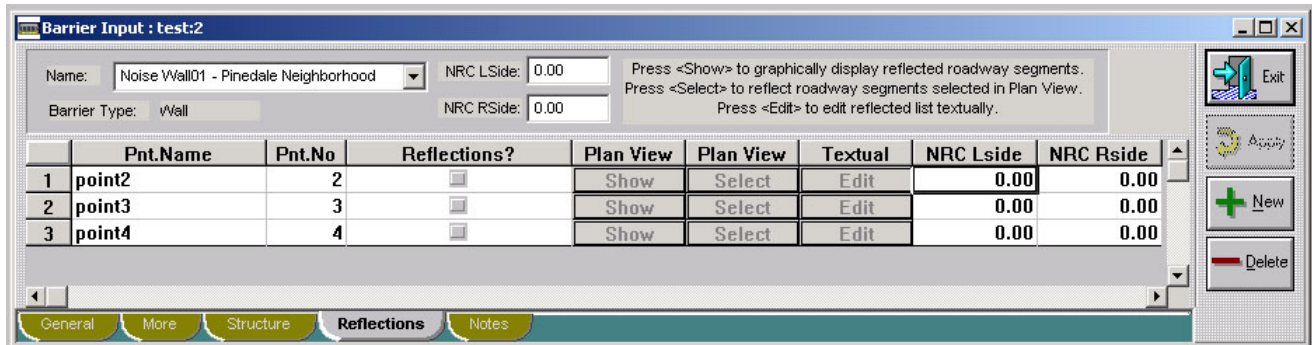 Barrier Input : test:2
Name: Noise Wall01 - Pinedale Neighborhood NRC LSide: 0.00
Barrier Type: Wall NRC RSide: 0.00
Press <Show> to graphically display reflected roadway segments.
Press <Select> to reflect roadway segments selected in Plan View.
Press <Edit> to edit reflected list textually.
Exit
Apply
New
Delete
Pnt.Name Pnt.No Reflections? Plan View Plan View Textual NRC Lside NRC Rside
1 point2 2 Show Select Edit 0.00 0.00
2 point3 3 Show Select Edit 0.00 0.00
3 point4 4 Show Select Edit 0.00 0.00
General More Structure Reflections Notes